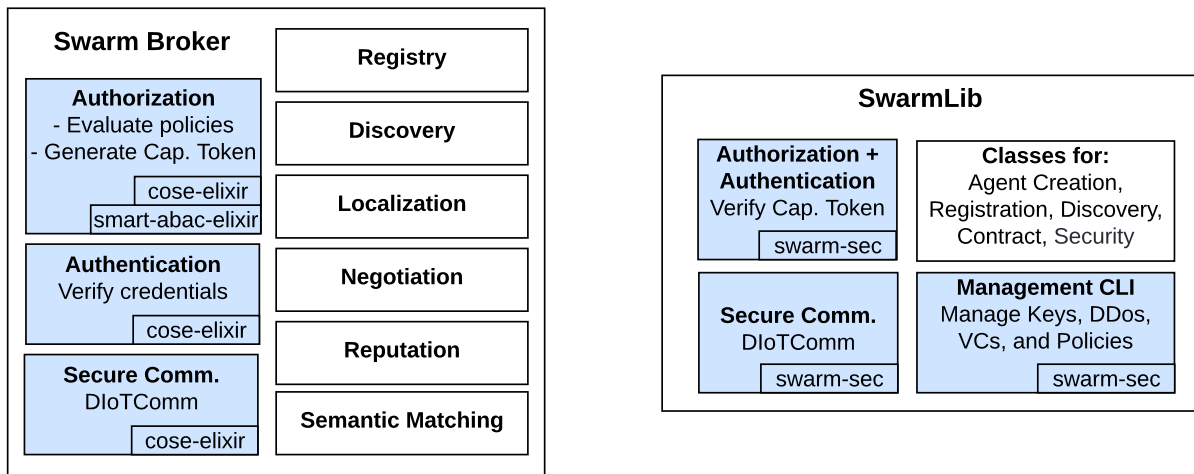 Swarm Broker
Authorization
- Evaluate policies
- Generate Cap. Token
cose-elixir
smart-abac-elixir
Authentication
Verify credentials
cose-elixir
Secure Comm.
DIoTComm
cose-elixir
Registry
Discovery
Localization
Negotiation
Reputation
Semantic Matching
SwarmLib
Authorization +
Authentication
Verify Cap. Token
swarm-sec
Classes for:
Agent Creation,
Registration, Discovery,
Contract, Security
Secure Comm.
DIoTComm
swarm-sec
Management CLI
Manage Keys, DDos,
VCs, and Policies
swarm-sec